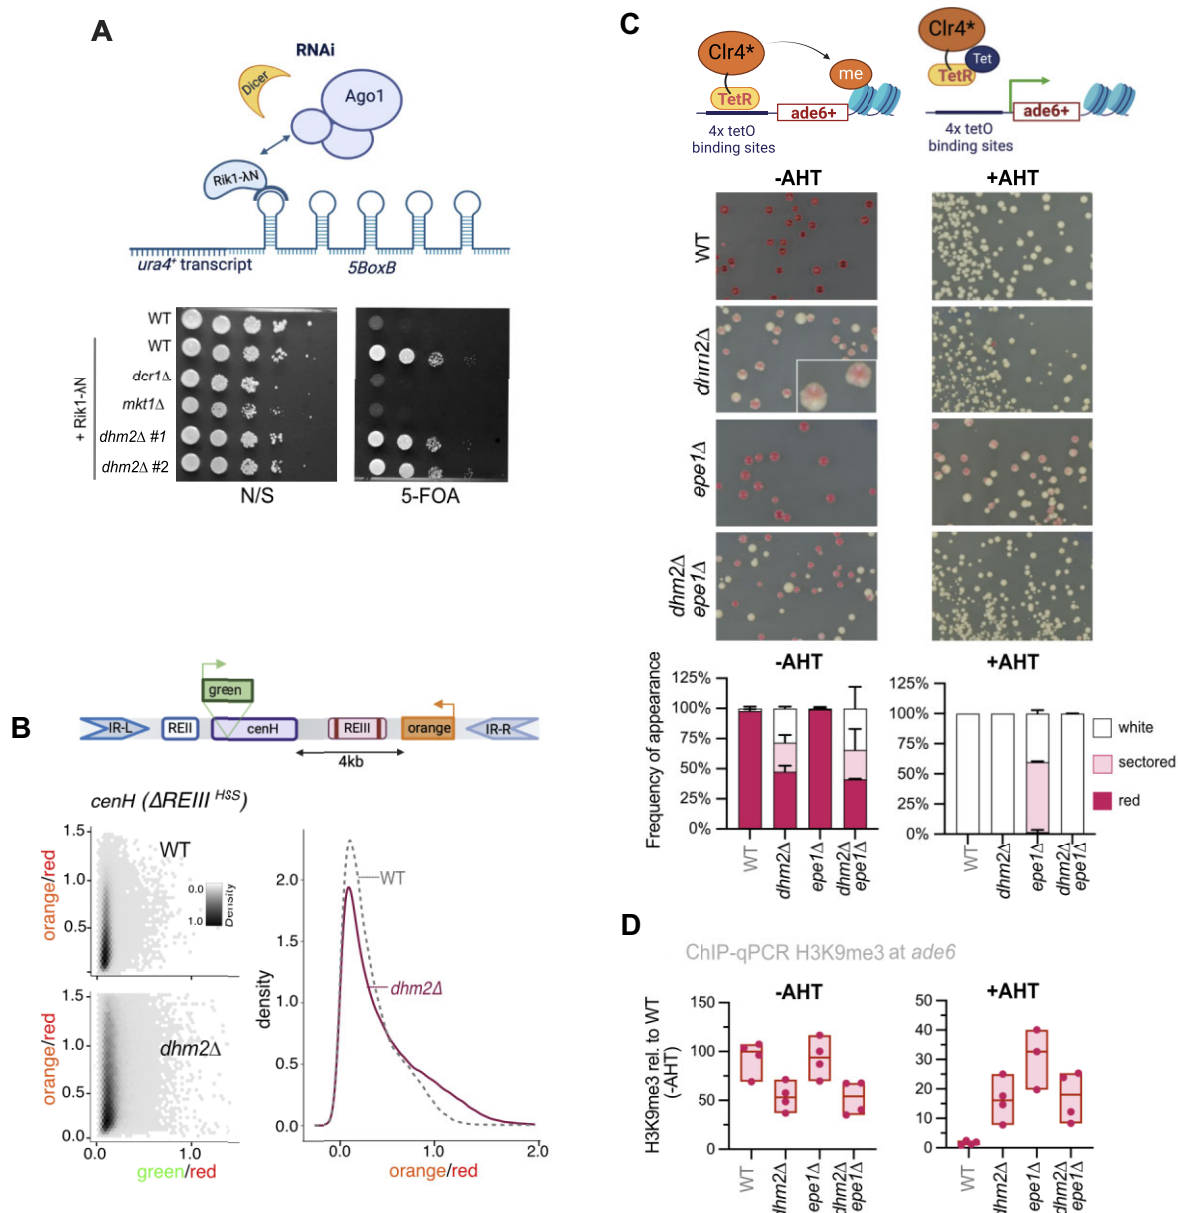 A
RNAi
Dicer
Ago1
Rik1-λN
ura4+ transcript
5BoxB
WT
WT
dcr1Δ
mkt1Δ
dhm2Δ #1
dhm2Δ #2
+ Rik1-λN
N/S
5-FOA
B
green
IR-L
REII
cenH
REIII
orange
IR-R
4kb
cenH (ΔREIII HSS)
1.5
1.0
0.5
orange/red
WT
0.0
1.0
Density
1.5
1.0
0.5
0.0
orange/red
dhm2Δ
0.0
1.0
green/red
2.0
1.5
1.0
0.5
0.0
density
WT
dhm2Δ
0.0
1.0
2.0
orange/red
C
Clr4*
TetR
me
ade6+
4x tetO
binding sites
Clr4*
TetR
Tet
ade6+
4x tetO
binding sites
-AHT
+AHT
WT
dhm2Δ
epe1Δ
dhm2Δ
epe1Δ
-AHT
+AHT
Frequency of appearance
125%
100%
75%
50%
25%
0%
WT
dhm2Δ
epe1Δ
dhm2Δ
epe1Δ
125%
100%
75%
50%
25%
0%
WT
dhm2Δ
epe1Δ
dhm2Δ
epe1Δ
white
sectored
red
D
ChIP-qPCR H3K9me3 at ade6
-AHT
+AHT
H3K9me3 rel. to WT
(-AHT)
150
100
50
0
WT
dhm2Δ
epe1Δ
dhm2Δ
epe1Δ
50
40
30
20
10
0
WT
dhm2Δ
epe1Δ
dhm2Δ
epe1Δ